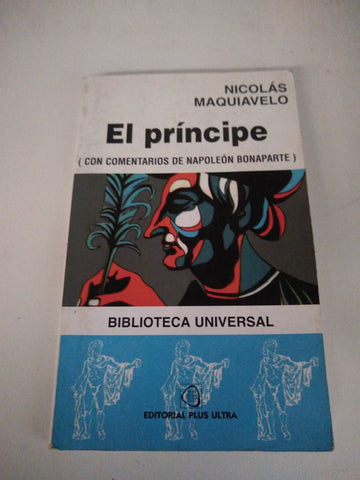 NICOLÁS
MAQUIAVELO
El príncipe
( CON COMENTARIOS DE NAPOLEÓN BONAPARTE )
BIBLIOTECA UNIVERSAL
EDITORIAL PLUS ULTRA